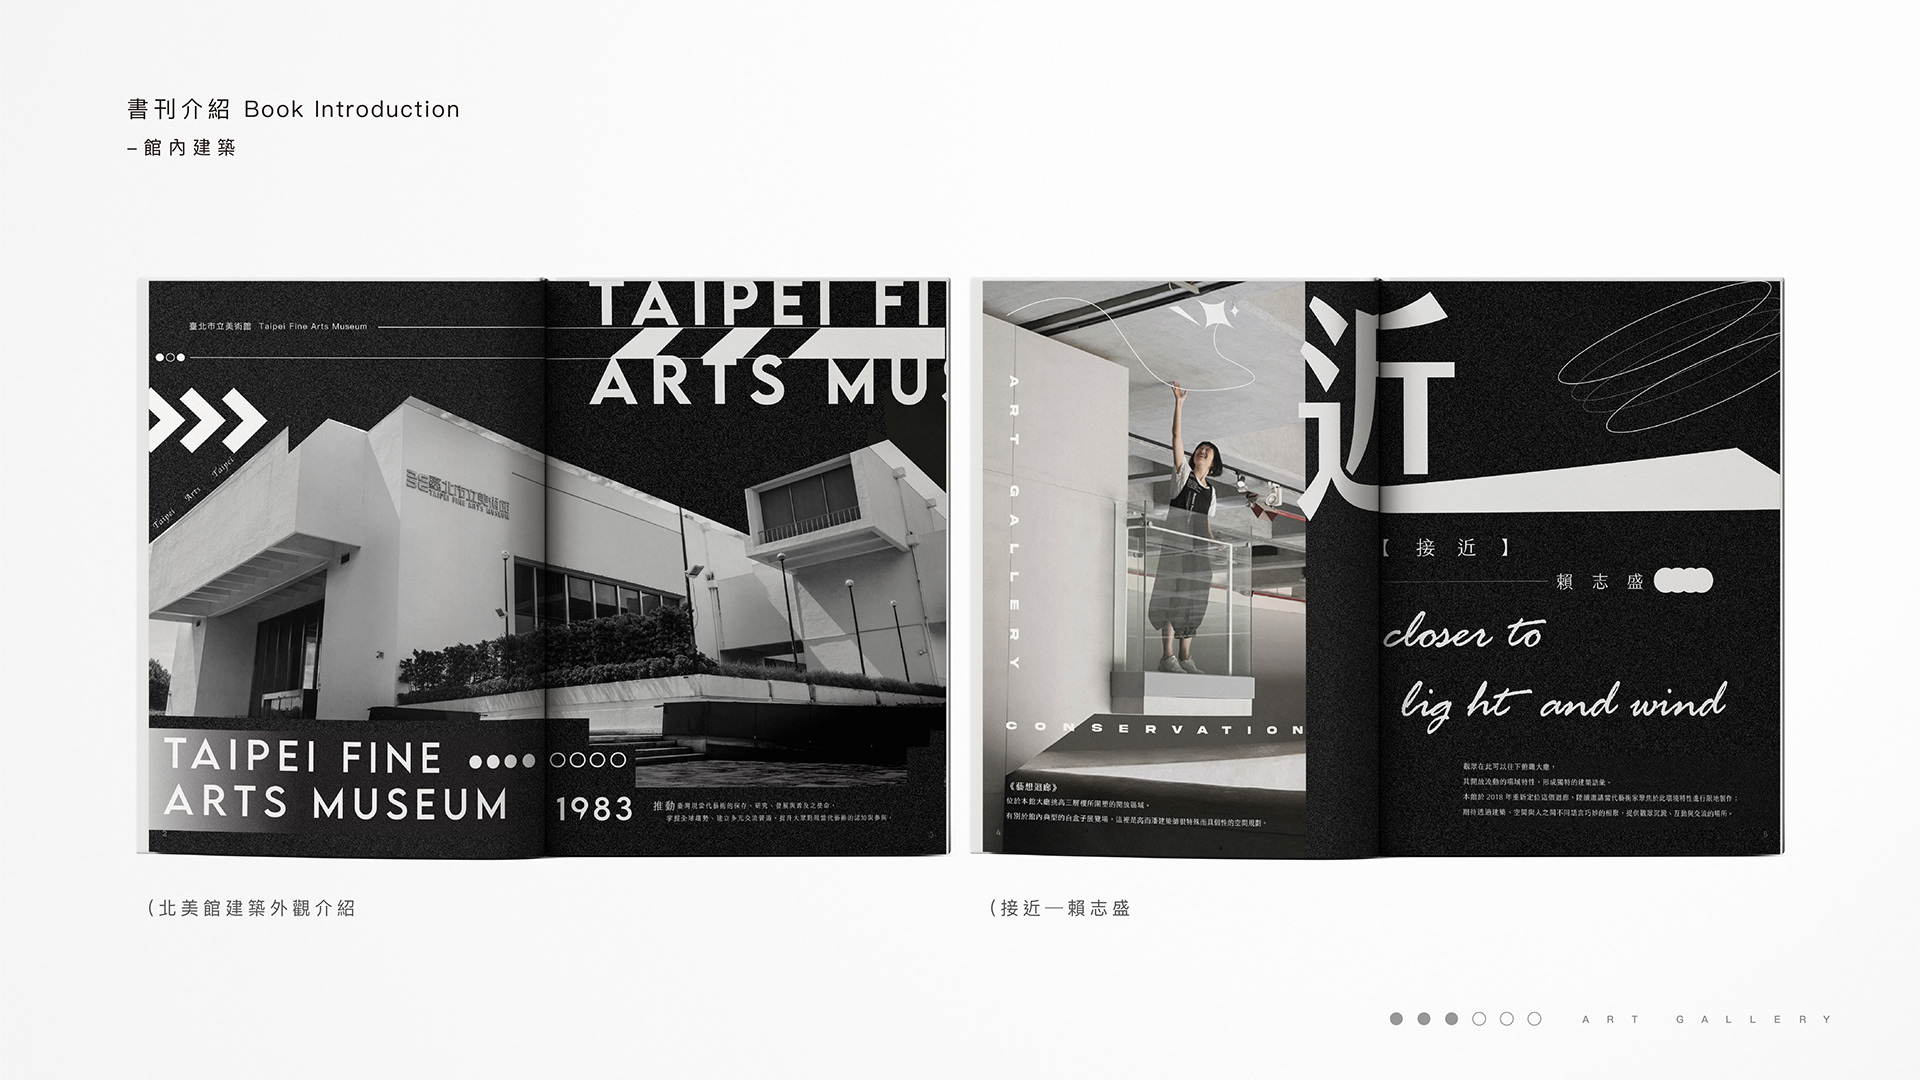 書刊介紹 Book Introduction
–館內建築
臺北市立美術館 Taipei Fine Arts Museum
TAIPEI FI
ARTS MUS
Taipei Arts Taipei
臺北市立美術館
TAIPEI FINE ARTS MUSEUM
TAIPEI FINE
ARTS MUSEUM
1983
推動臺灣現當代藝術的保存、研究、發展與普及之使命，
掌握全球趨勢、建立多元交流管道，提升大眾對現當代藝術的認知與參與。
2
3
(北美館建築外觀介紹
ART GALLERY
CONSERVATION
《藝想迴廊》
位於本館大廳挑高三層樓所圍塑的開放區域，
有別於館內典型的白盒子展覽場，這裡是高而潘建築師很特殊而具個性的空間規劃。
4
近
【接近】
賴志盛
closer to
light and wind
觀眾在此可以往下俯瞰大廳，
其開放流動的場域特性，形成獨特的建築語彙。
本館於 2018 年重新定位這個迴廊，陸續邀請當代藝術家聚焦於此環境特性進行限地製作；
期待透過建築、空間與人之間不同語言巧妙的相聚，提供觀眾沉澱、互動與交流的場所。
5
(接近—賴志盛
ART GALLERY